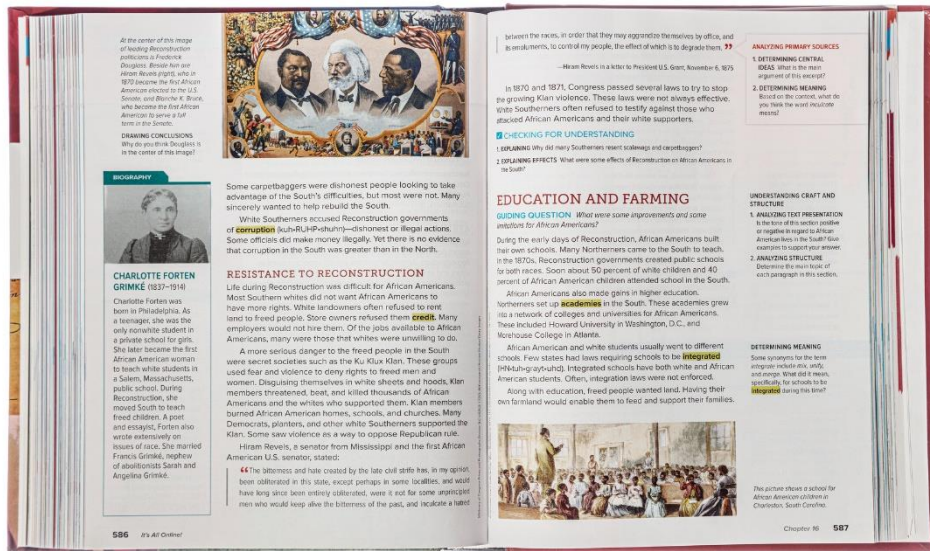 At the center of this image
of leading Reconstruction
politicians is Frederick
Douglass. Beside him are
Hiram Revels (right), who in
1870 became the first African
American elected to the U.S.
Senate, and Blanche K. Bruce,
who became the first African
American to serve a full
term in the Senate.
DRAWING CONCLUSIONS
Why do you think Douglass is
in the center of this image?
BIOGRAPHY
CHARLOTTE FORTEN
GRIMKÉ (1837–1914)
Charlotte Forten was
born in Philadelphia. As
a teenager, she was the
only nonwhite student in
a private school for girls.
She later became the first
African American woman
to teach white students in
a Salem, Massachusetts,
public school. During
Reconstruction, she
moved South to teach
freed children. A poet
and essayist, Forten also
wrote extensively on
issues of race. She married
Francis Grimké, nephew
of abolitionists Sarah and
Angelina Grimké.
Some carpetbaggers were dishonest people looking to take
advantage of the South's difficulties, but most were not. Many
sincerely wanted to help rebuild the South.
White Southerners accused Reconstruction governments
of corruption (kuh•RUHP•shuhn)—dishonest or illegal actions.
Some officials did make money illegally. Yet there is no evidence
that corruption in the South was greater than in the North.
RESISTANCE TO RECONSTRUCTION
Life during Reconstruction was difficult for African Americans.
Most Southern whites did not want African Americans to
have more rights. White landowners often refused to rent
land to freed people. Store owners refused them credit. Many
employers would not hire them. Of the jobs available to African
Americans, many were those that whites were unwilling to do.
A more serious danger to the freed people in the South
were secret societies such as the Ku Klux Klan. These groups
used fear and violence to deny rights to freed men and
women. Disguising themselves in white sheets and hoods, Klan
members threatened, beat, and killed thousands of African
Americans and the whites who supported them. Klan members
burned African American homes, schools, and churches. Many
Democrats, planters, and other white Southerners supported the
Klan. Some saw violence as a way to oppose Republican rule.
Hiram Revels, a senator from Mississippi and the first African
American U.S. senator, stated:
“The bitterness and hate created by the late civil strife has, in my opinion,
been obliterated in this state, except perhaps in some localities, and would
have long since been entirely obliterated, were it not for some unprincipled
men who would keep alive the bitterness of the past, and inculcate a hatred
586 It's All Online!
between the races, in order that they may aggrandize themselves by office, and
its emoluments, to control my people, the effect of which is to degrade them.”
—Hiram Revels in a letter to President U.S. Grant, November 6, 1875
In 1870 and 1871, Congress passed several laws to try to stop
the growing Klan violence. These laws were not always effective.
White Southerners often refused to testify against those who
attacked African Americans and their white supporters.
CHECKING FOR UNDERSTANDING
1 EXPLAINING Why did many Southerners resent scalawags and carpetbaggers?
2 EXPLAINING EFFECTS What were some effects of Reconstruction on African Americans in
the South?
EDUCATION AND FARMING
GUIDING QUESTION What were some improvements and some
limitations for African Americans?
During the early days of Reconstruction, African Americans built
their own schools. Many Northerners came to the South to teach.
In the 1870s, Reconstruction governments created public schools
for both races. Soon about 50 percent of white children and 40
percent of African American children attended school in the South.
African Americans also made gains in higher education.
Northerners set up academies in the South. These academies grew
into a network of colleges and universities for African Americans.
These included Howard University in Washington, D.C., and
Morehouse College in Atlanta.
African American and white students usually went to different
schools. Few states had laws requiring schools to be integrated
(IHN•tuh•grayt•uhd). Integrated schools have both white and African
American students. Often, integration laws were not enforced.
Along with education, freed people wanted land. Having their
own farmland would enable them to feed and support their families.
ANALYZING PRIMARY SOURCES
1. DETERMINING CENTRAL
IDEAS What is the main
argument of this excerpt?
2. DETERMINING MEANING
Based on the context, what do
you think the word inculcate
means?
UNDERSTANDING CRAFT AND
STRUCTURE
1. ANALYZING TEXT PRESENTATION
Is the tone of this section positive
or negative in regard to African
American lives in the South? Give
examples to support your answer.
2. ANALYZING STRUCTURE
Determine the main topic of
each paragraph in this section.
DETERMINING MEANING
Some synonyms for the term
integrate include mix, unify,
and merge. What did it mean,
specifically, for schools to be
integrated during this time?
This picture shows a school for
African American children in
Charleston, South Carolina.
Chapter 16 587